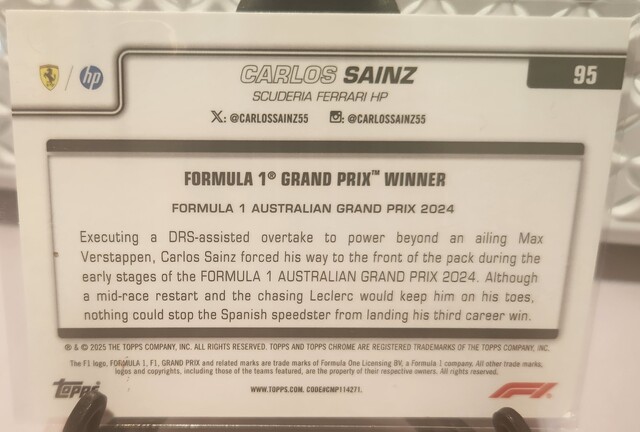 hp
CARLOS SAINZ
95
SCUDERIA FERRARI HP
X: @CARLOSSAINZ55 : @CARLOSSAINZ55
FORMULA 1® GRAND PRIX™ WINNER
FORMULA 1 AUSTRALIAN GRAND PRIX 2024
Executing a DRS-assisted overtake to power beyond an ailing Max
Verstappen, Carlos Sainz forced his way to the front of the pack during the
early stages of the FORMULA 1 AUSTRALIAN GRAND PRIX 2024. Although
a mid-race restart and the chasing Leclerc would keep him on his toes,
nothing could stop the Spanish speedster from landing his third career win.
® & © 2025 THE TOPPS COMPANY, INC. ALL RIGHTS RESERVED. TOPPS AND TOPPS CHROME ARE REGISTERED TRADEMARKS OF THE TOPPS COMPANY, INC.
The F1 logo, FORMULA 1, F1, GRAND PRIX and related marks are trade marks of Formula One Licensing BV, a Formula 1 company. All other trade marks,
logos and copyrights, including those of the teams featured, are the property of their respective owners. All rights reserved.
Topps
WWW.TOPPS.COM. CODE#CMP114271.
F1